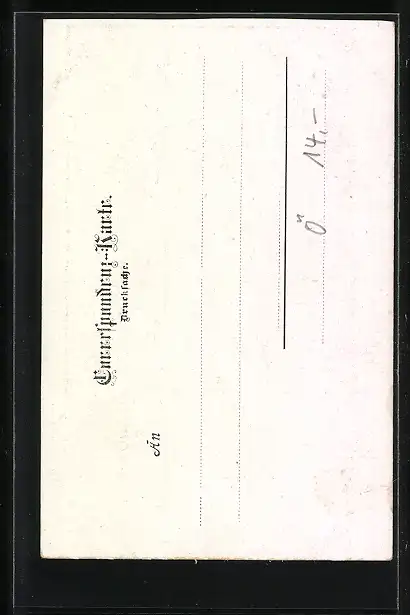 Correspondenz-Karte.
Drucksache.
An
Ö 14,-